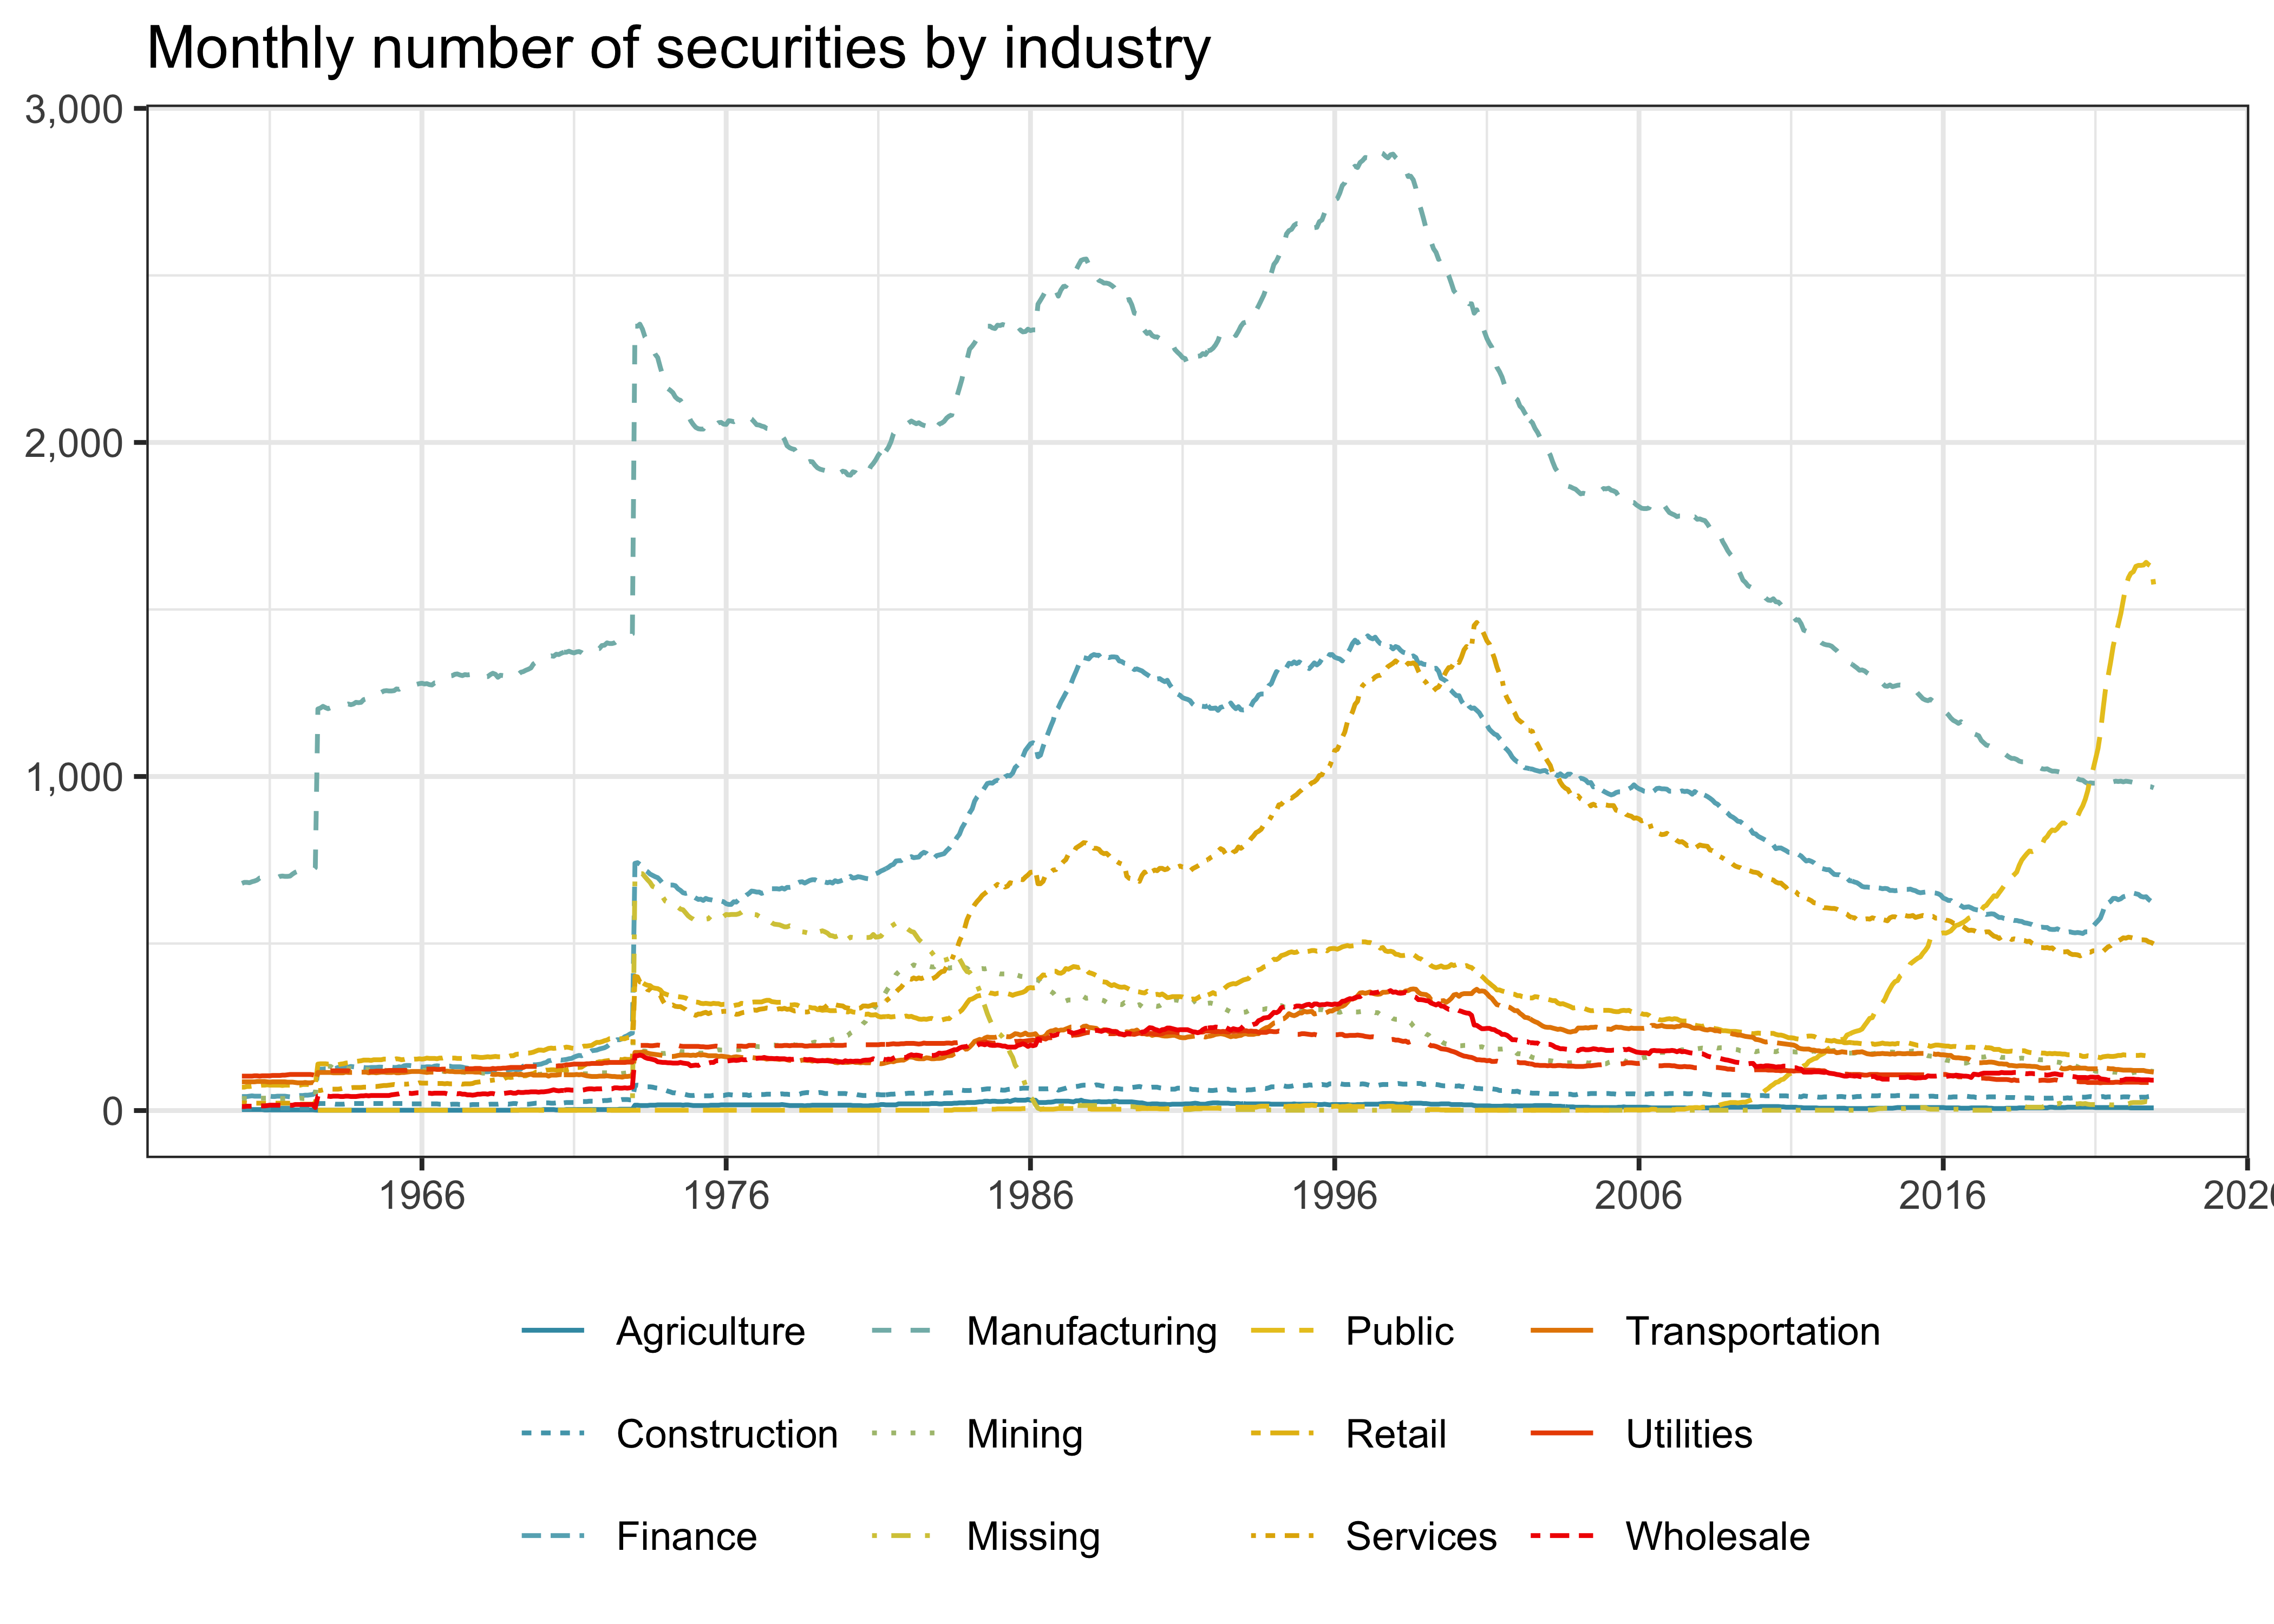 Monthly number of securities by industry
3,000
2,000
1,000
0
1966 1976 1986 1996 2006 2016 202
Agriculture Manufacturing Public Transportation
Construction Mining Retail Utilities
Finance Missing Services Wholesale